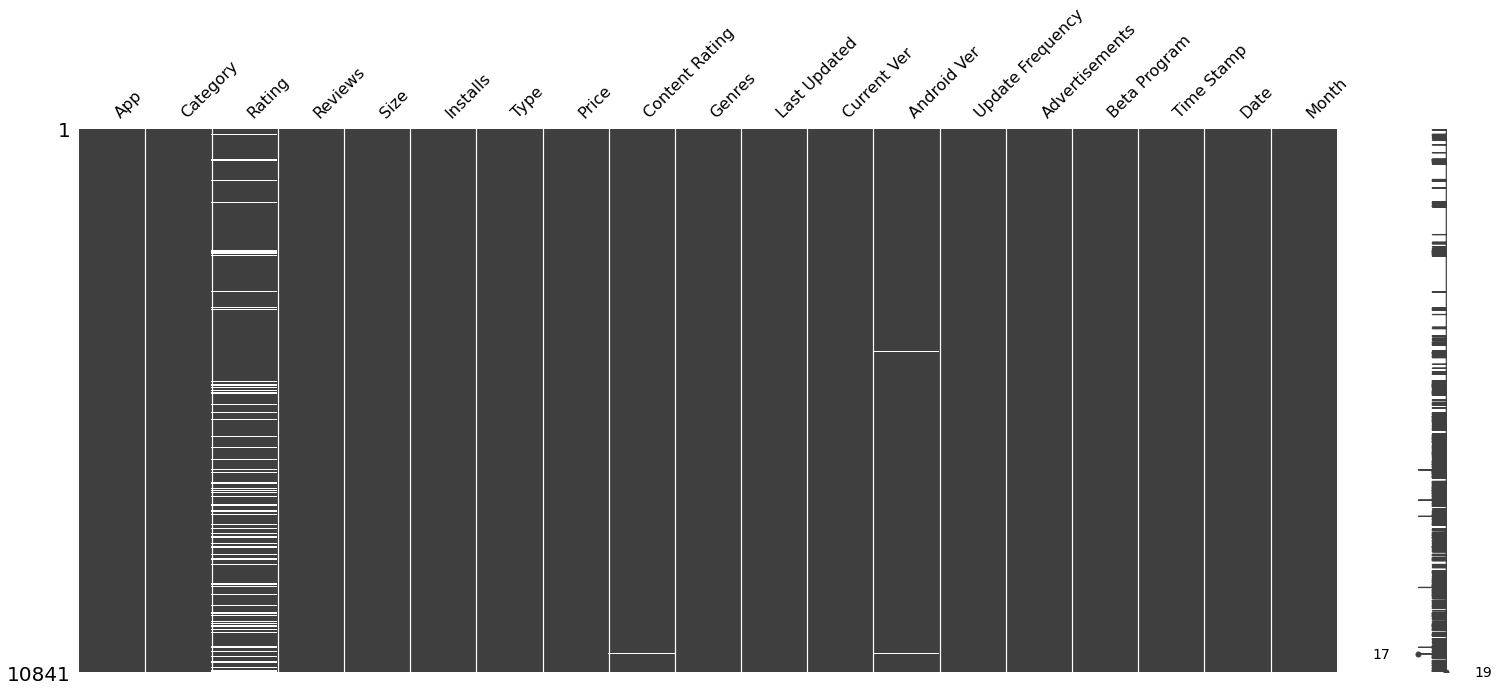 App
Category
Rating
Reviews
Size
Installs
Type
Price
Content Rating
Genres
Last Updated
Current Ver
Android Ver
Update Frequency
Advertisements
Beta Program
Time Stamp
Date
Month
1
10841
17
19